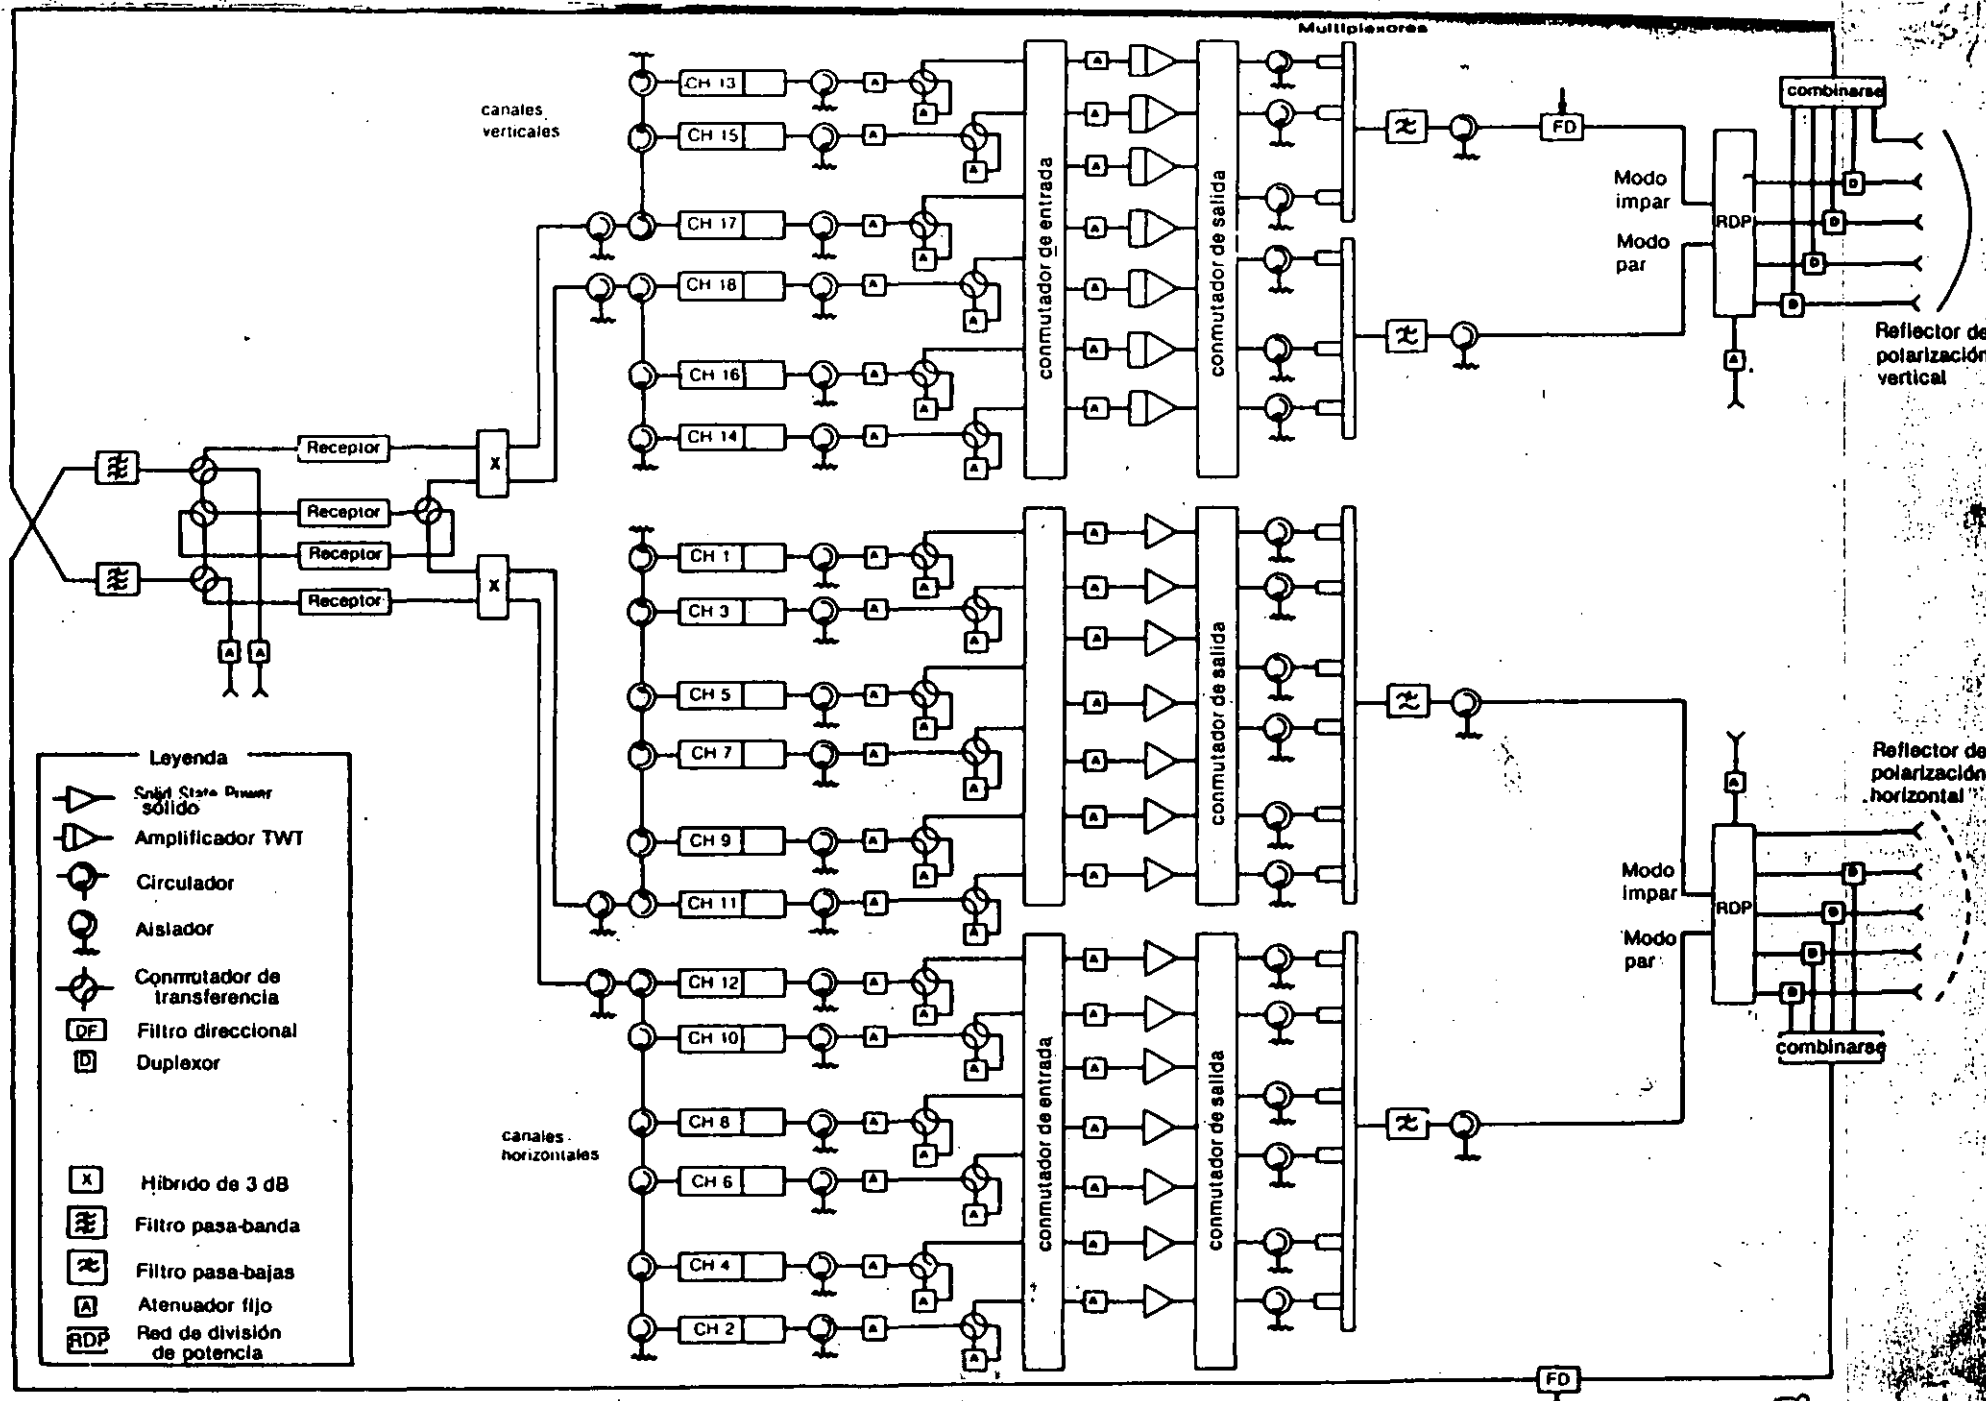 Multiplexores
canales
verticales
CH 13
A
A
CH 15
A
A
CH 17
A
A
CH 18
A
A
CH 16
A
A
CH 14
A
A
conmutador de entrada
A
A
A
A
A
A
A
conmutador de salida
FD
Modo
impar
Modo
par
RDP
A
combinarse
D
D
D
D
Reflector de
polarización
vertical
Receptor
Receptor
Receptor
Receptor
X
X
A
A
CH 1
A
A
CH 3
A
A
CH 5
A
A
CH 7
A
A
CH 9
A
A
CH 11
A
A
A
A
A
A
A
A
A
conmutador de salida
Modo
impar
Modo
par
RDP
A
Reflector de
polarización
horizontal
D
D
D
D
combinarse
canales
horizontales
CH 12
A
A
CH 10
A
A
CH 8
A
A
CH 6
A
A
CH 4
A
A
CH 2
A
A
conmutador de entrada
A
A
A
A
A
A
A
conmutador de salida
FD
Leyenda
Solid State Power
sólido
Amplificador TWT
Circulador
Aislador
Conmutador de
transferencia
DF Filtro direccional
D Duplexor
X Híbrido de 3 dB
Filtro pasa-banda
Filtro pasa-bajas
A Atenuador fijo
RDP Red de división
de potencia